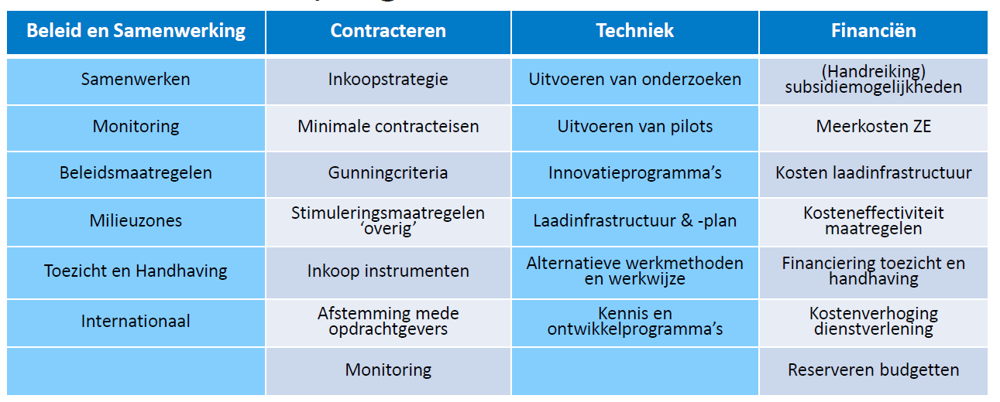 Beleid en Samenwerking Contracteren Techniek Financiën
Samenwerken Inkoopstrategie Uitvoeren van onderzoeken (Handreiking) subsidiemogelijkheden
Monitoring Minimale contracteisen Uitvoeren van pilots Meerkosten ZE
Beleidsmaatregelen Gunningcriteria Innovatieprogramma’s Kosten laadinfrastructuur
Milieuzones Stimuleringsmaatregelen ‘overig’ Laadinfrastructuur & -plan Kosteneffectiviteit maatregelen
Toezicht en Handhaving Inkoop instrumenten Alternatieve werkmethoden en werkwijze Financiering toezicht en handhaving
Internationaal Afstemming mede opdrachtgevers Kennis en ontwikkelprogramma’s Kostenverhoging dienstverlening
Monitoring Reserveren budgetten